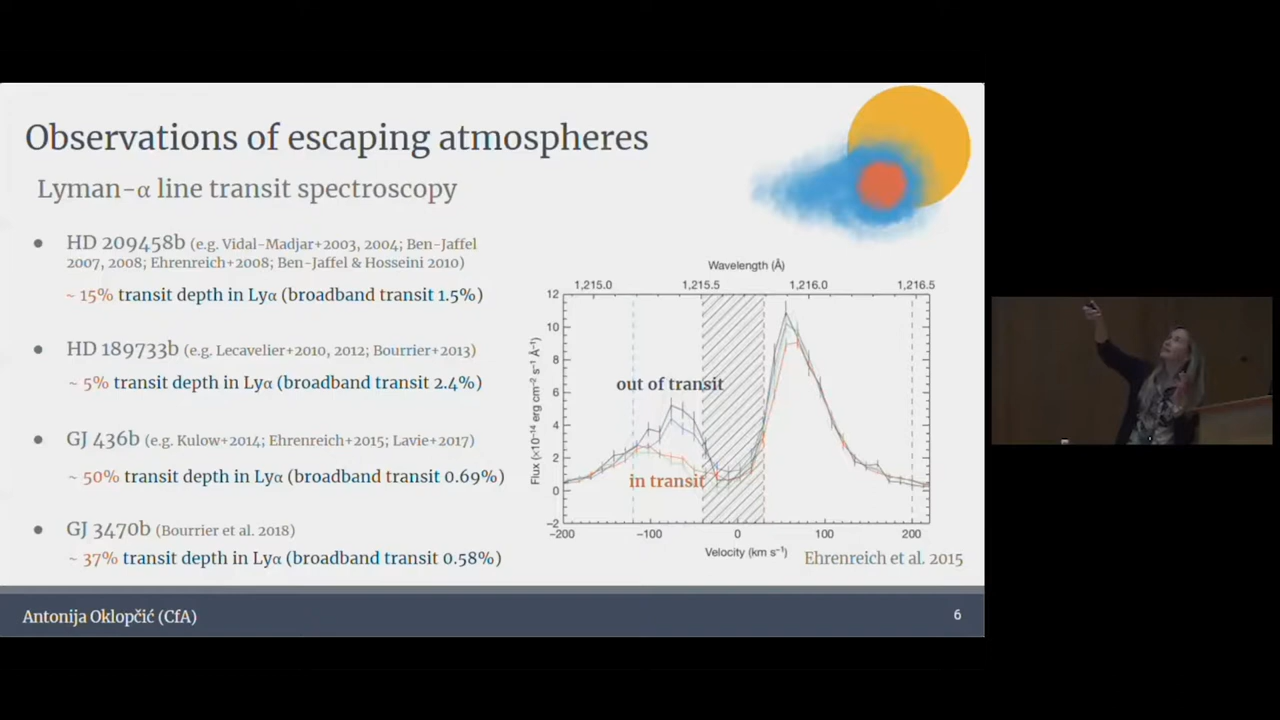 Observations of escaping atmospheres
Lyman-α line transit spectroscopy
● HD 209458b (e.g. Vidal-Madjar+2003, 2004; Ben-Jaffel
2007, 2008; Ehrenreich+2008; Ben-Jaffel & Hosseini 2010)
~ 15% transit depth in Lyα (broadband transit 1.5%)
● HD 189733b (e.g. Lecavelier+2010, 2012; Bourrier+2013)
~ 5% transit depth in Lyα (broadband transit 2.4%)
● GJ 436b (e.g. Kulow+2014; Ehrenreich+2015; Lavie+2017)
~ 50% transit depth in Lyα (broadband transit 0.69%)
● GJ 3470b (Bourrier et al. 2018)
~ 37% transit depth in Lyα (broadband transit 0.58%)
Wavelength (Å)
1,215.0 1,215.5 1,216.0 1,216.5
12
10
8
6
4
2
0
−2
Flux (×10⁻¹⁴ erg cm⁻² s⁻¹ Å⁻¹)
out of transit
in transit
−200 −100 0 100 200
Velocity (km s⁻¹)
Ehrenreich et al. 2015
Antonija Oklopčić (CfA)
6